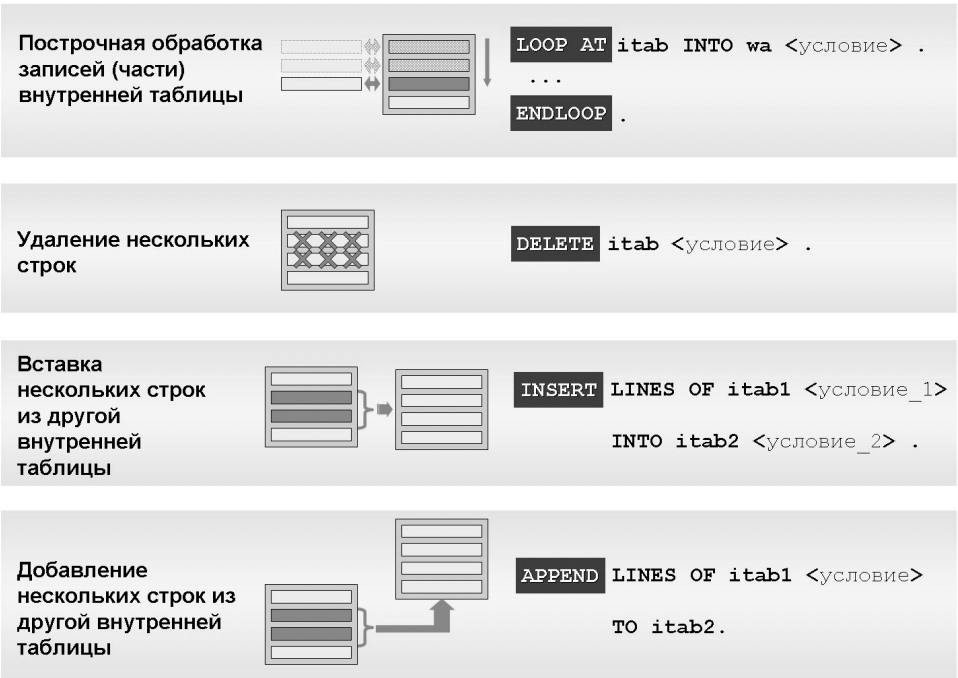 Построчная обработка
записей (части)
внутренней таблицы
LOOP AT itab INTO wa <условие> .
...
ENDLOOP .
Удаление нескольких
строк
DELETE itab <условие> .
Вставка
нескольких строк
из другой
внутренней
таблицы
INSERT LINES OF itab1 <условие_1>
INTO itab2 <условие_2> .
Добавление
нескольких строк из
другой внутренней
таблицы
APPEND LINES OF itab1 <условие>
TO itab2.